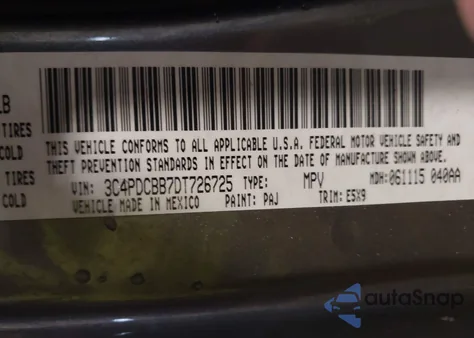 LB
TIRES
COLD
TIRES
COLD
THIS VEHICLE CONFORMS TO ALL APPLICABLE U.S.A. FEDERAL MOTOR VEHICLE SAFETY AND
THEFT PREVENTION STANDARDS IN EFFECT ON THE DATE OF MANUFACTURE SHOWN ABOVE.
VIN: 3C4PDCBB7DT726725 TYPE: MPV MDH:061115 040AA
VEHICLE MADE IN MEXICO PAINT: PAJ TRIM: E5X9
autoSnap